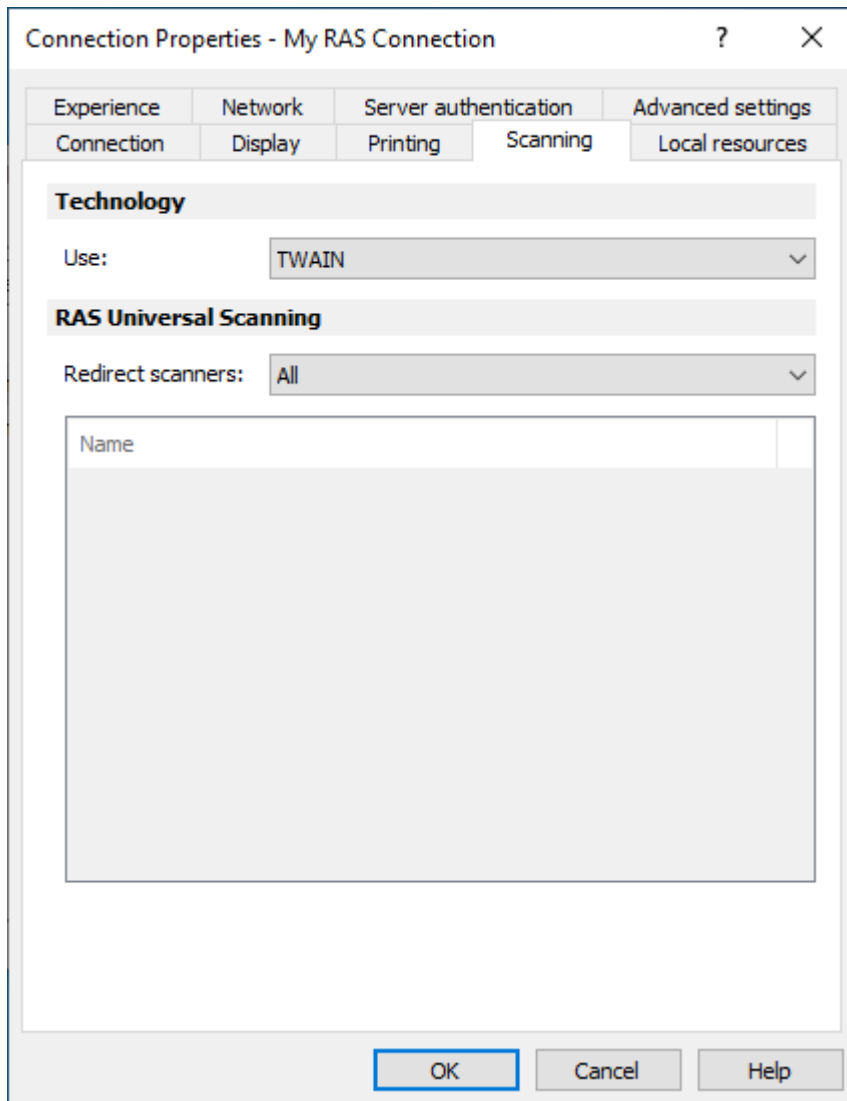 Connection Properties - My RAS Connection ? ✕
Experience Network Server authentication Advanced settings
Connection Display Printing Scanning Local resources
Technology
Use: TWAIN
RAS Universal Scanning
Redirect scanners: All
Name
OK Cancel Help